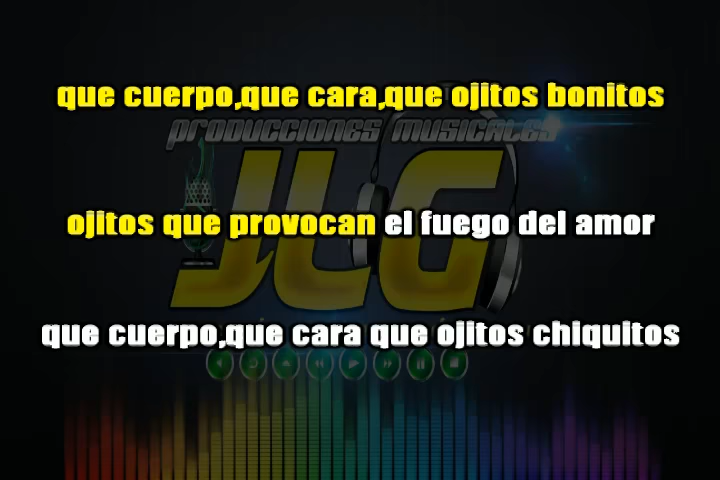 que cuerpo,que cara,que ojitos bonitos
PRODUCCIONES MUSICALES
JLG
ojitos que provocan el fuego del amor
que cuerpo,que cara que ojitos chiquitos